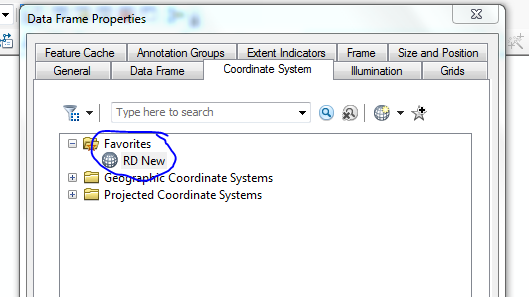 Data Frame Properties
Feature Cache Annotation Groups Extent Indicators Frame Size and Position
General Data Frame Coordinate System Illumination Grids
Type here to search
Favorites
RD New
Geographic Coordinate Systems
Projected Coordinate Systems